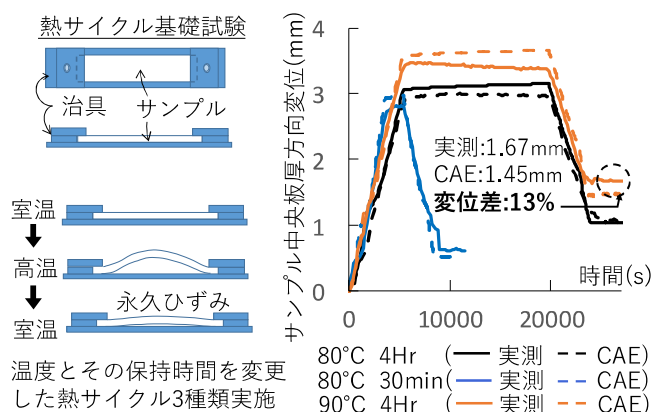 熱サイクル基礎試験
治具 サンプル
室温
高温
永久ひずみ
室温
温度とその保持時間を変更
した熱サイクル3種類実施
サンプル中央板厚方向変位(mm)
4
3
2
1
0
実測:1.67mm
CAE:1.45mm
変位差:13%
時間(s)
0 10000 20000
80°C 4Hr ( 実測 CAE)
80°C 30min( 実測 CAE)
90°C 4Hr ( 実測 CAE)